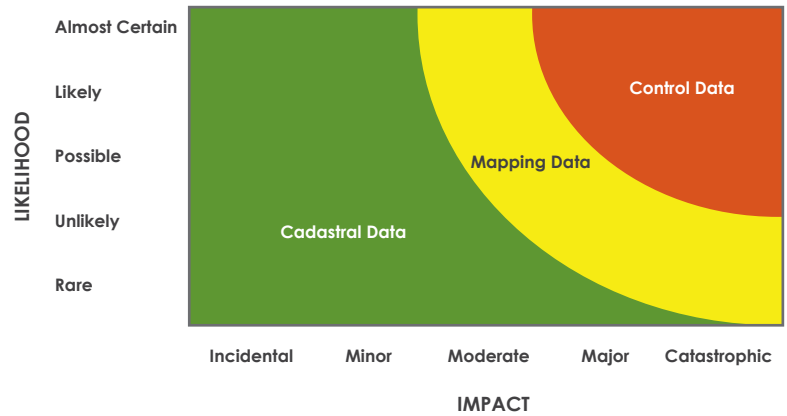 LIKELIHOOD
Almost Certain
Likely
Possible
Unlikely
Rare
Control Data
Mapping Data
Cadastral Data
Incidental
Minor
Moderate
Major
Catastrophic
IMPACT